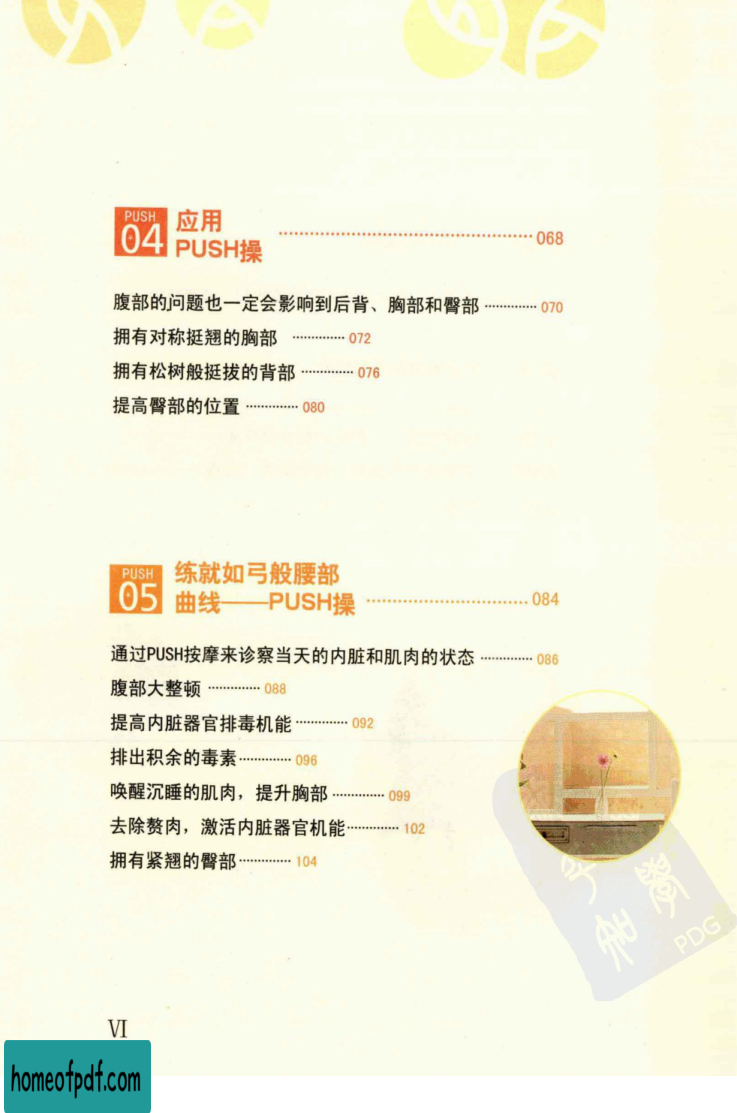 PUSH
04
应用
PUSH操 ………… 068
腹部的问题也一定会影响到后背、胸部和臀部 ………… 070
拥有对称挺翘的胸部 ………… 072
拥有松树般挺拔的背部 ………… 076
提高臀部的位置 ………… 080
PUSH
05
练就如弓般腰部
曲线——PUSH操 ………… 084
通过PUSH按摩来诊察当天的内脏和肌肉的状态 ………… 086
腹部大整顿 ………… 088
提高内脏器官排毒机能 ………… 092
排出积余的毒素 ………… 096
唤醒沉睡的肌肉，提升胸部 ………… 099
去除赘肉，激活内脏器官机能 ………… 102
拥有紧翘的臀部 ………… 104
PDG
VI
homeofpdf.com